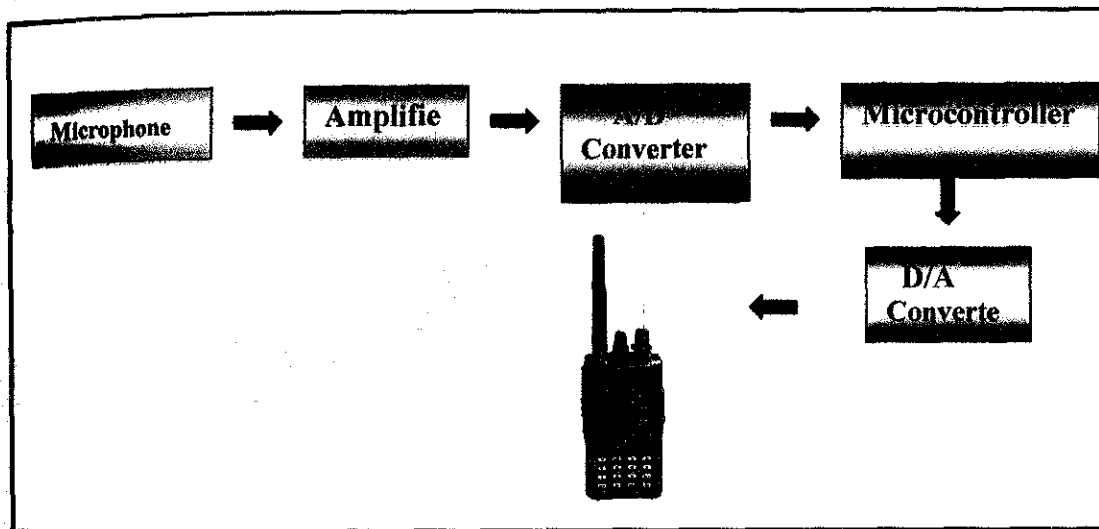 Microphone
Amplifie
A/D
Converter
Microcontroller
D/A
Converte